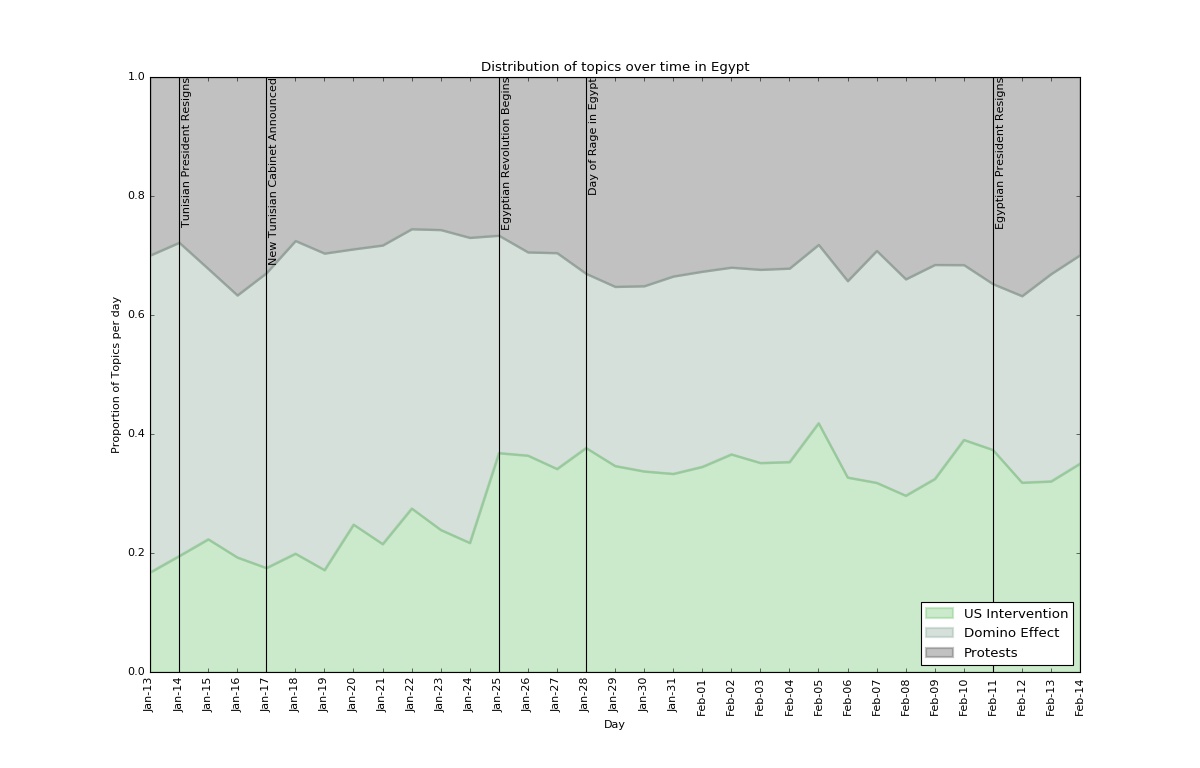 Distribution of topics over time in Egypt
1.0
0.8
0.6
0.4
0.2
0.0
Proportion of Topics per day
Tunisian President Resigns
New Tunisian Cabinet Announced
Egyptian Revolution Begins
Day of Rage in Egypt
Egyptian President Resigns
US Intervention
Domino Effect
Protests
Jan-13
Jan-14
Jan-15
Jan-16
Jan-17
Jan-18
Jan-19
Jan-20
Jan-21
Jan-22
Jan-23
Jan-24
Jan-25
Jan-26
Jan-27
Jan-28
Jan-29
Jan-30
Jan-31
Feb-01
Feb-02
Feb-03
Feb-04
Feb-05
Feb-06
Feb-07
Feb-08
Feb-09
Feb-10
Feb-11
Feb-12
Feb-13
Feb-14
Day